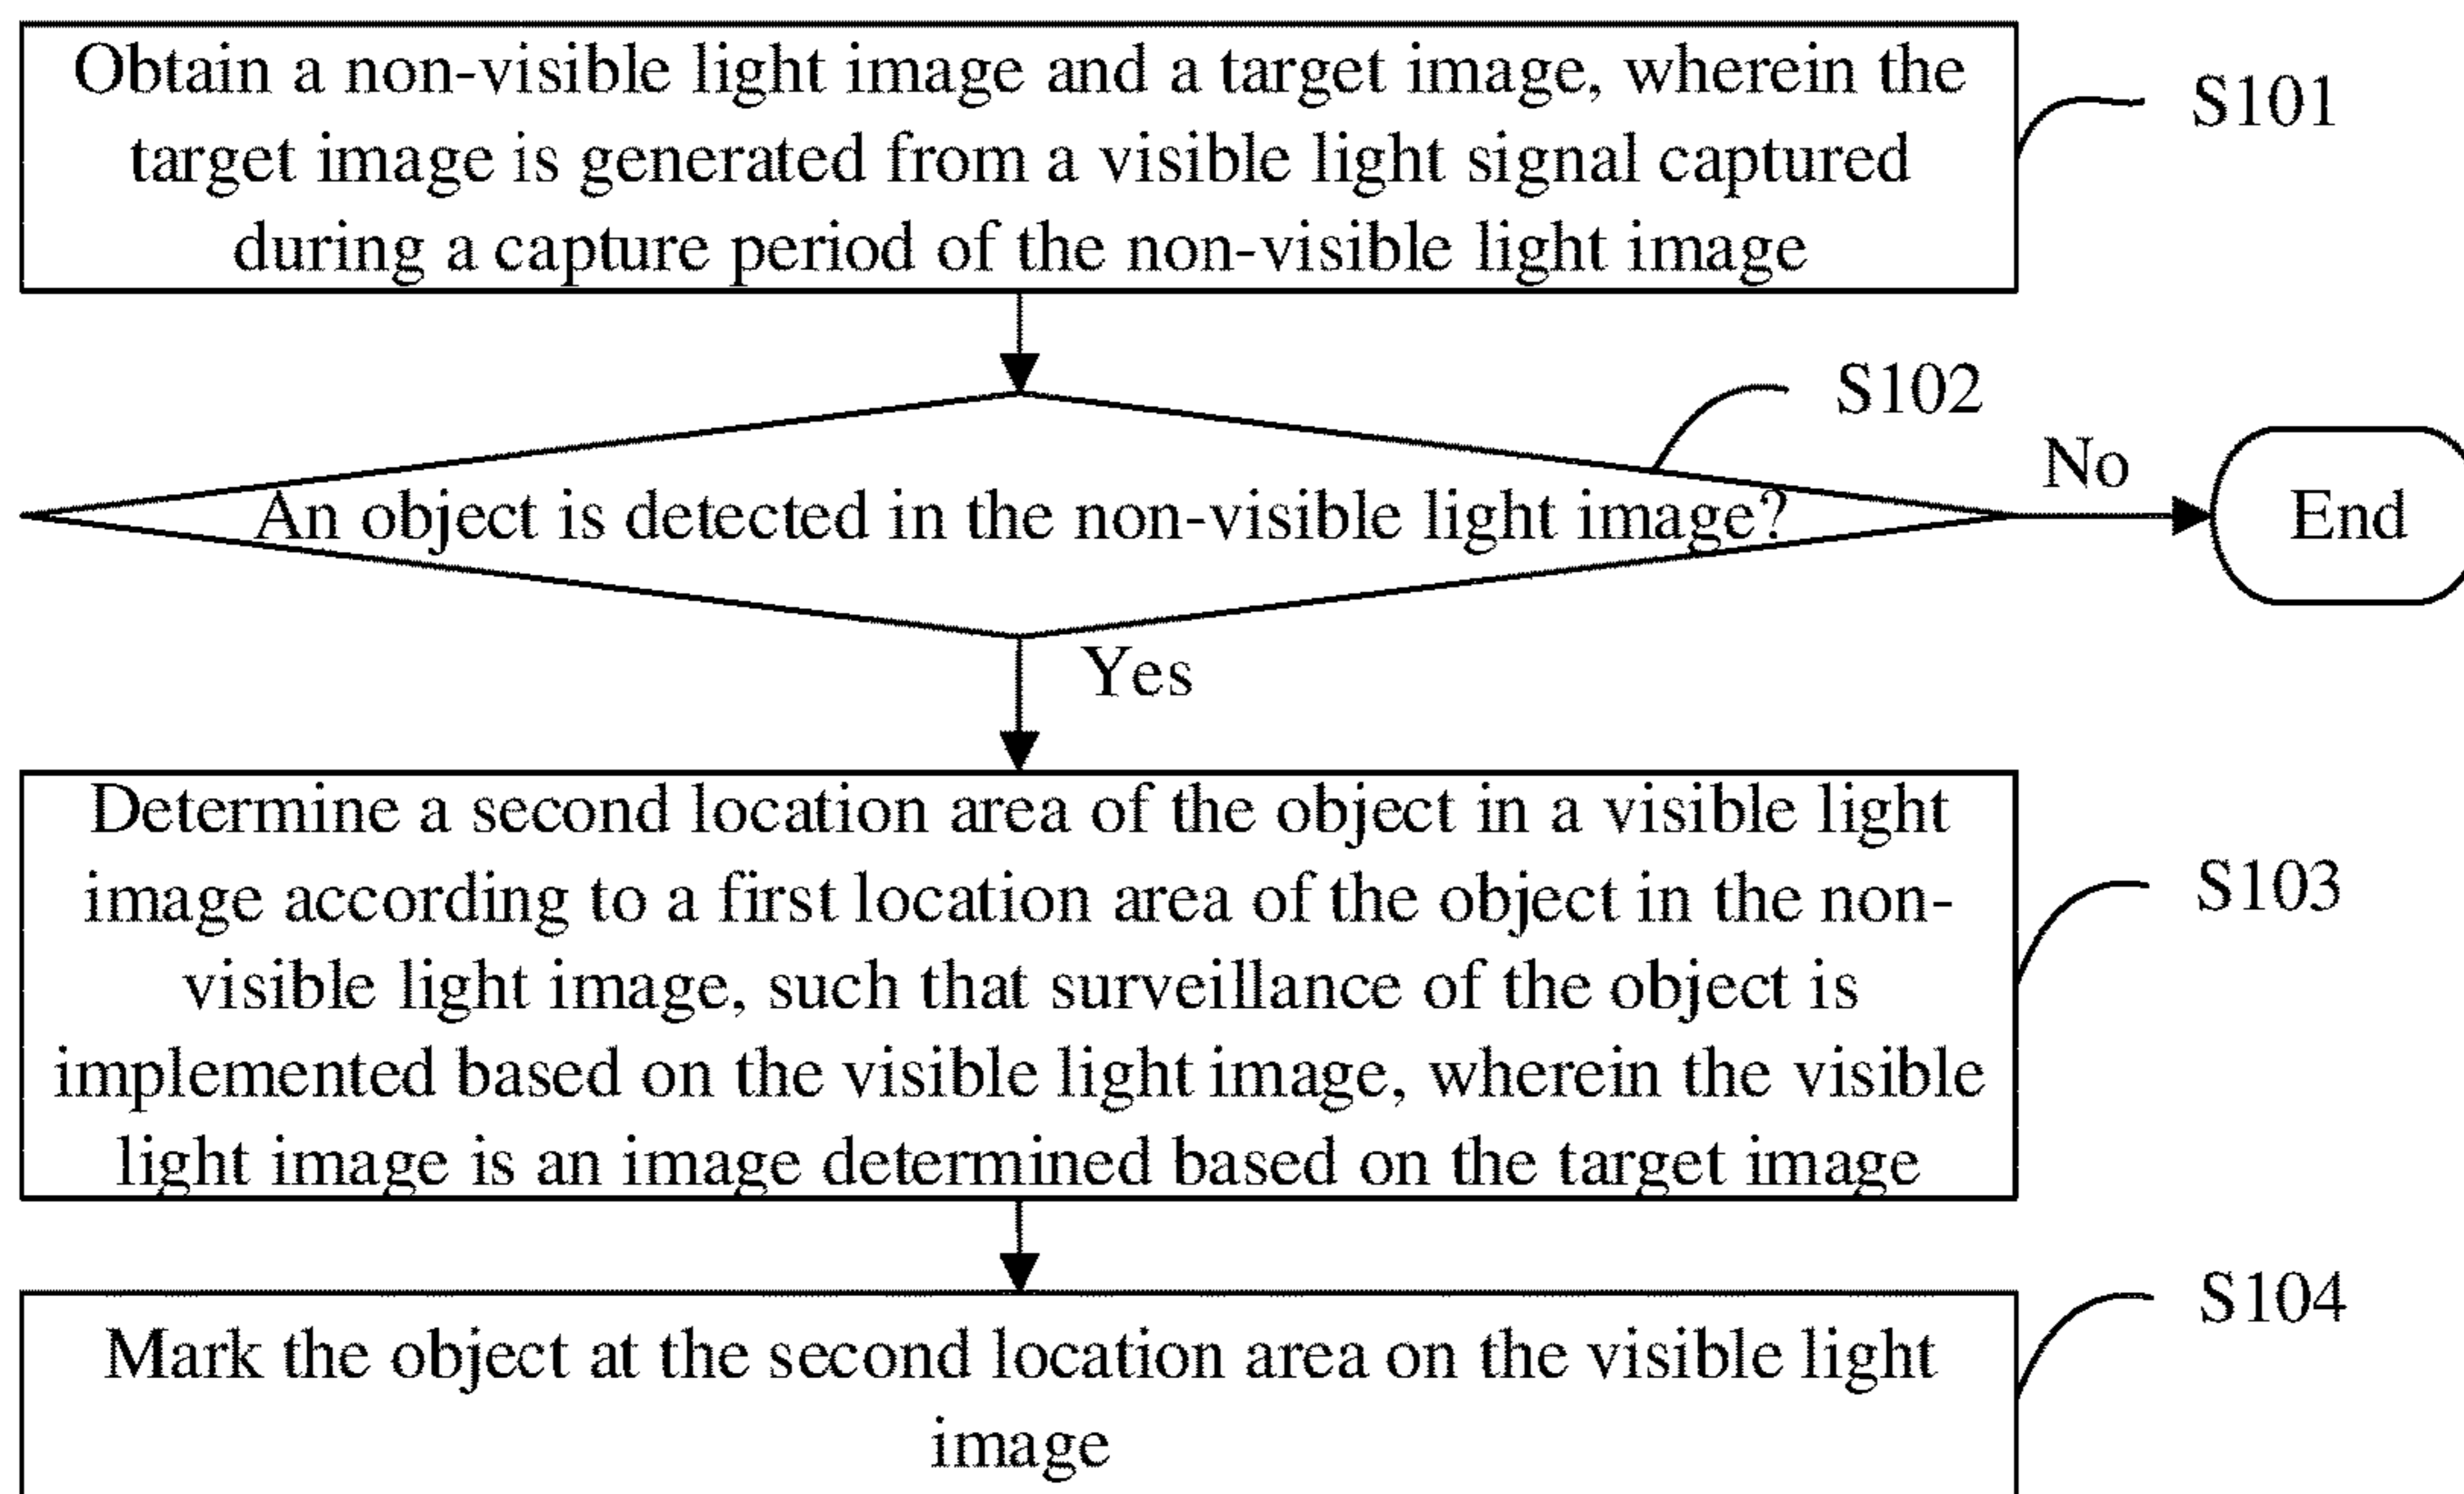 Obtain a non-visible light image and a target image, wherein the
target image is generated from a visible light signal captured
during a capture period of the non-visible light image
S101
S102
An object is detected in the non-visible light image?
No
End
Yes
Determine a second location area of the object in a visible light
image according to a first location area of the object in the non-
visible light image, such that surveillance of the object is
implemented based on the visible light image, wherein the visible
light image is an image determined based on the target image
S103
Mark the object at the second location area on the visible light
image
S104